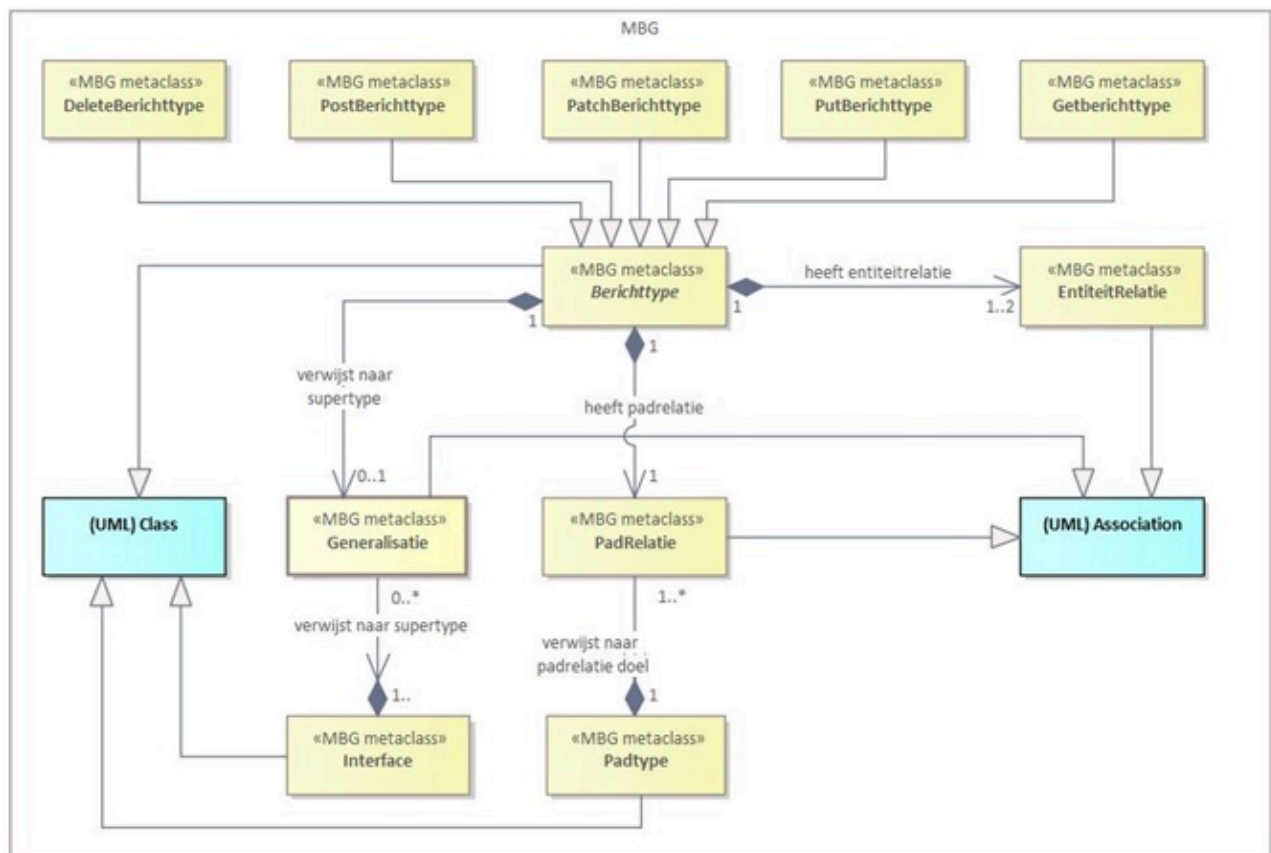 MBG
«MBG metaclass»
DeleteBerichttype
«MBG metaclass»
PostBerichttype
«MBG metaclass»
PatchBerichttype
«MBG metaclass»
PutBerichttype
«MBG metaclass»
Getberichttype
«MBG metaclass»
Berichttype
heeft entiteitrelatie
«MBG metaclass»
EntiteitRelatie
1
1
1..2
1
verwijst naar
supertype
heeft padrelatie
0..1
1
(UML) Class
«MBG metaclass»
Generalisatie
«MBG metaclass»
PadRelatie
(UML) Association
0..*
1..*
verwijst naar supertype
verwijst naar
padrelatie doel
1..
1
«MBG metaclass»
Interface
«MBG metaclass»
Padtype